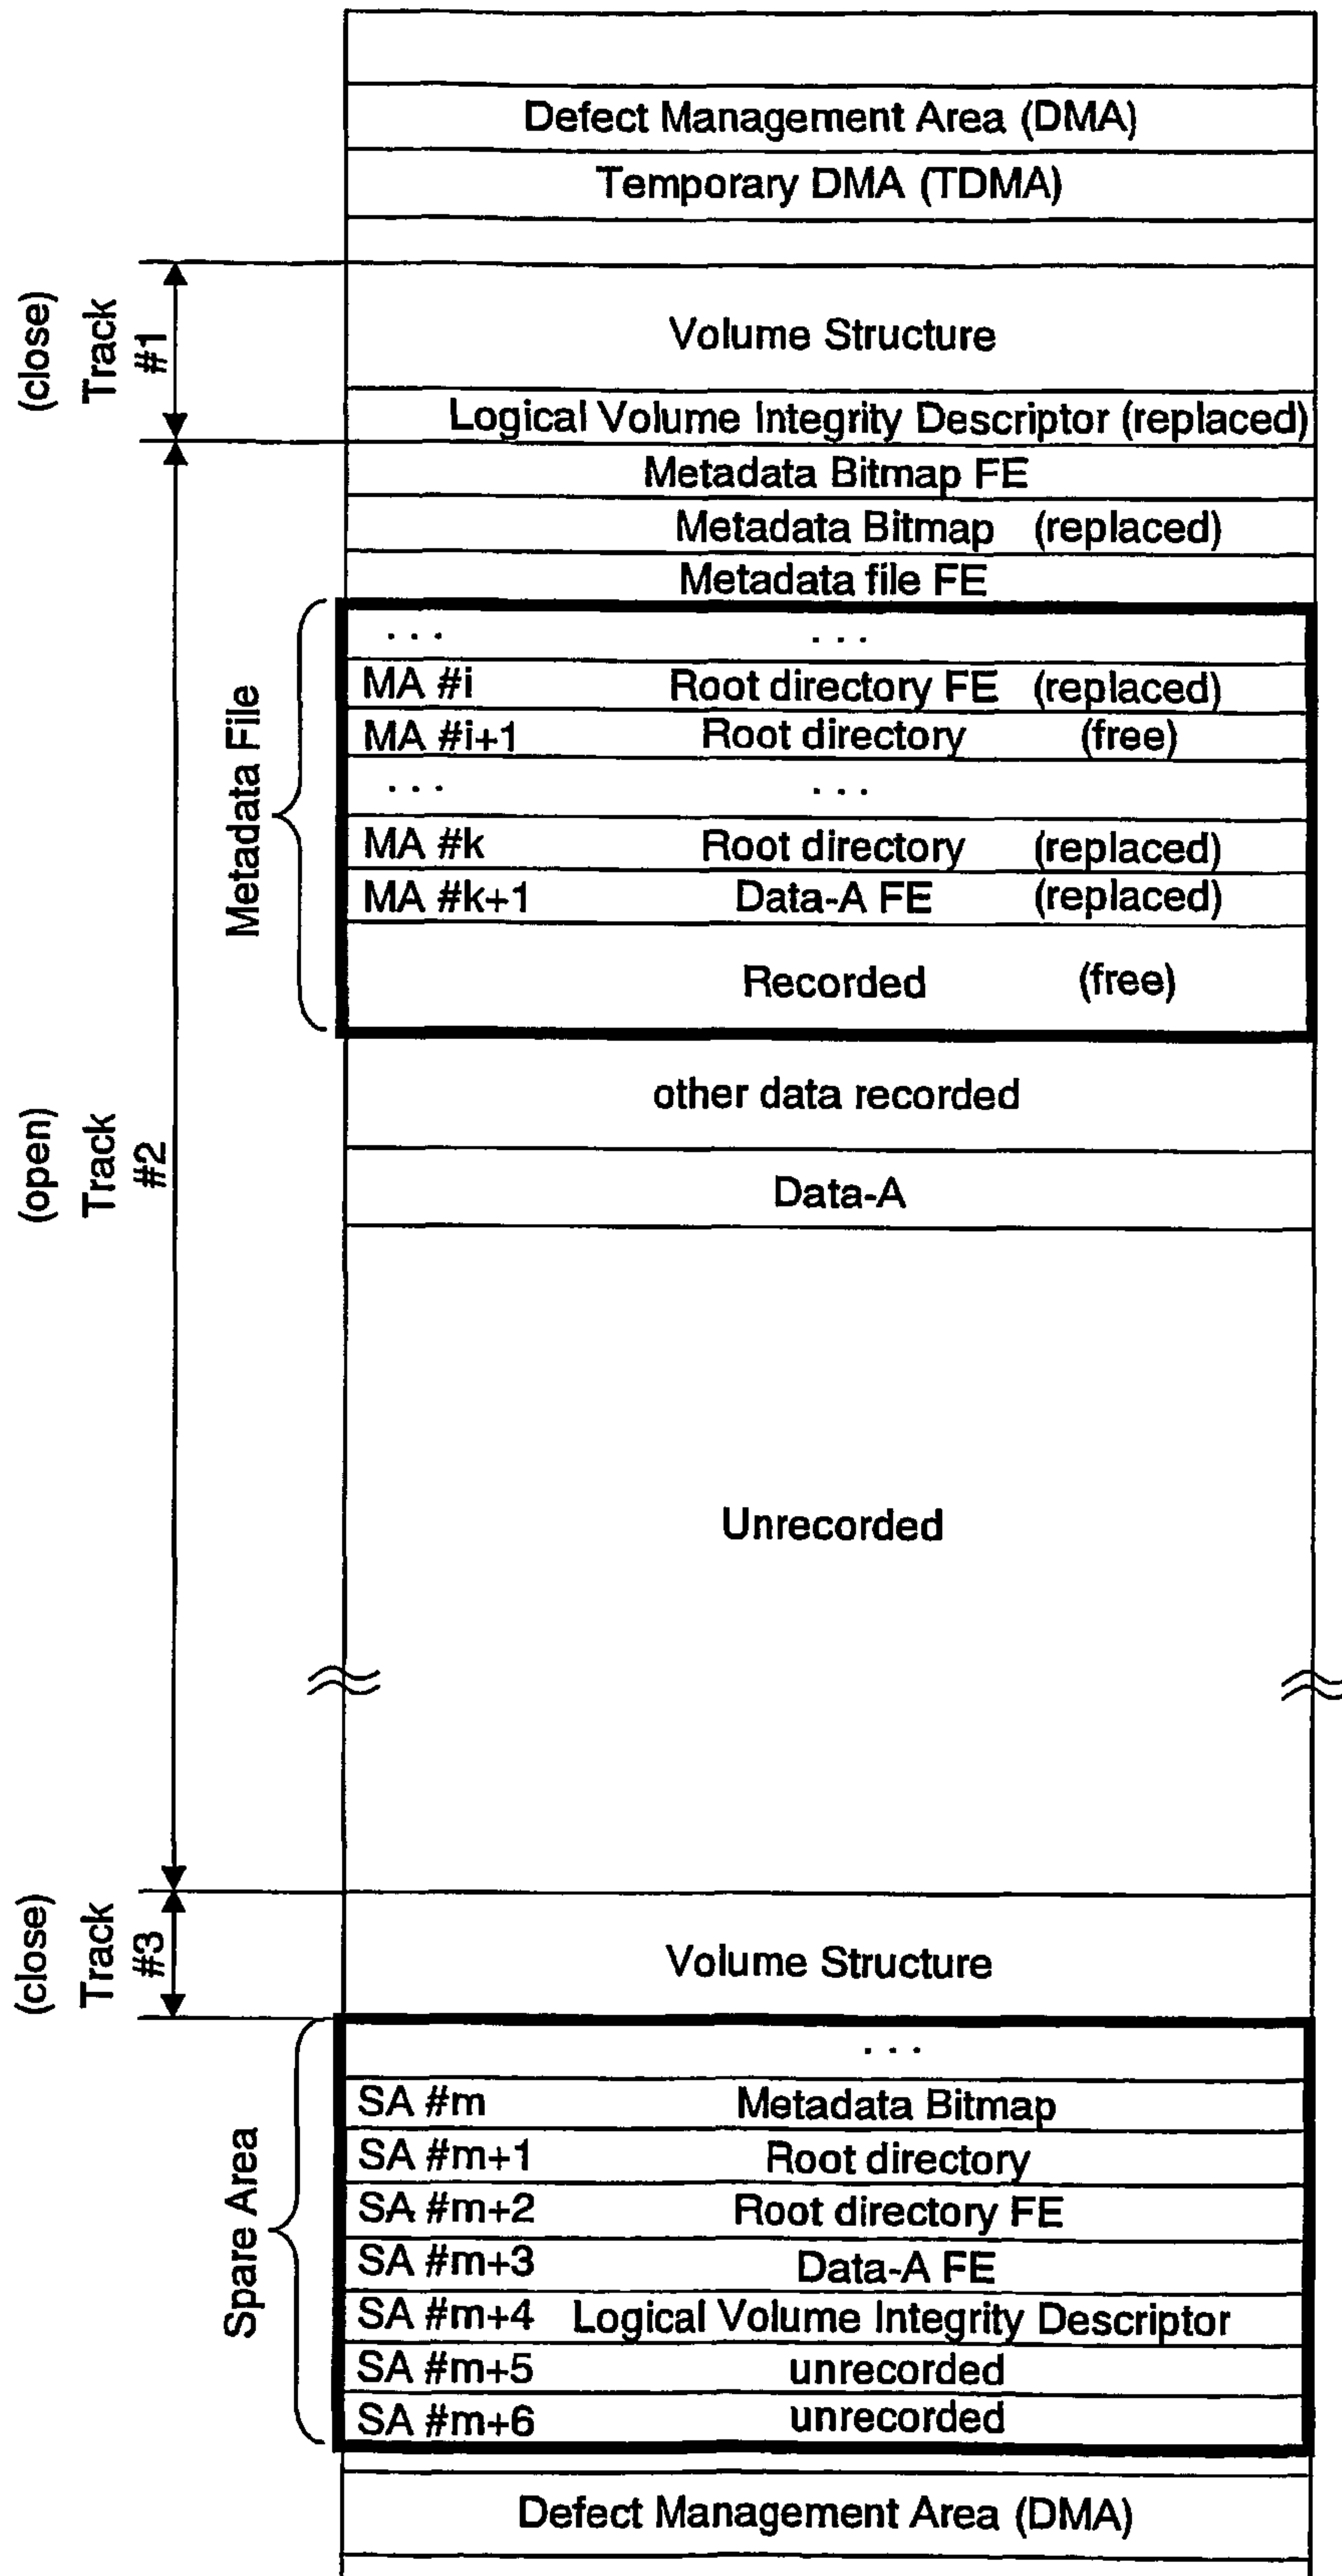 Defect Management Area (DMA)
Temporary DMA (TDMA)
(close)
Track
#1
Volume Structure
Logical Volume Integrity Descriptor (replaced)
Metadata Bitmap FE
Metadata Bitmap (replaced)
Metadata file FE
Metadata File
... ...
MA #i Root directory FE (replaced)
MA #i+1 Root directory (free)
... ...
MA #k Root directory (replaced)
MA #k+1 Data-A FE (replaced)
Recorded (free)
(open)
Track
#2
other data recorded
Data-A
Unrecorded
(close)
Track
#3
Volume Structure
Spare Area
...
SA #m Metadata Bitmap
SA #m+1 Root directory
SA #m+2 Root directory FE
SA #m+3 Data-A FE
SA #m+4 Logical Volume Integrity Descriptor
SA #m+5 unrecorded
SA #m+6 unrecorded
Defect Management Area (DMA)